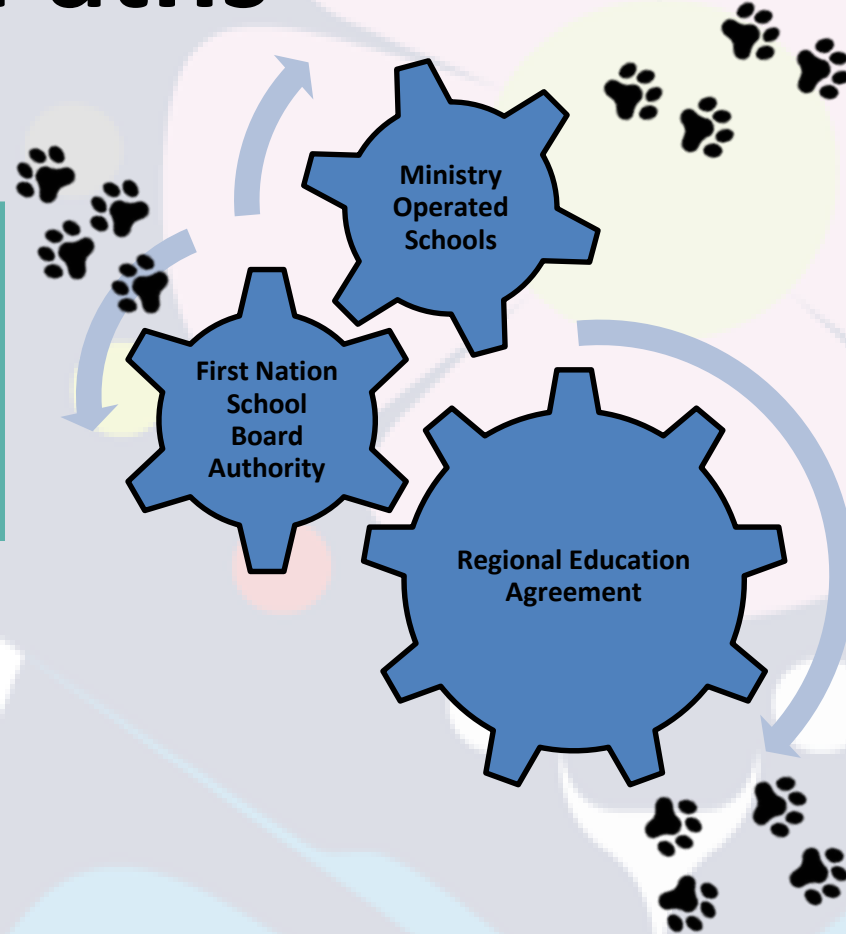 Ministry
Operated
Schools
First Nation
School
Board
Authority
Regional Education
Agreement